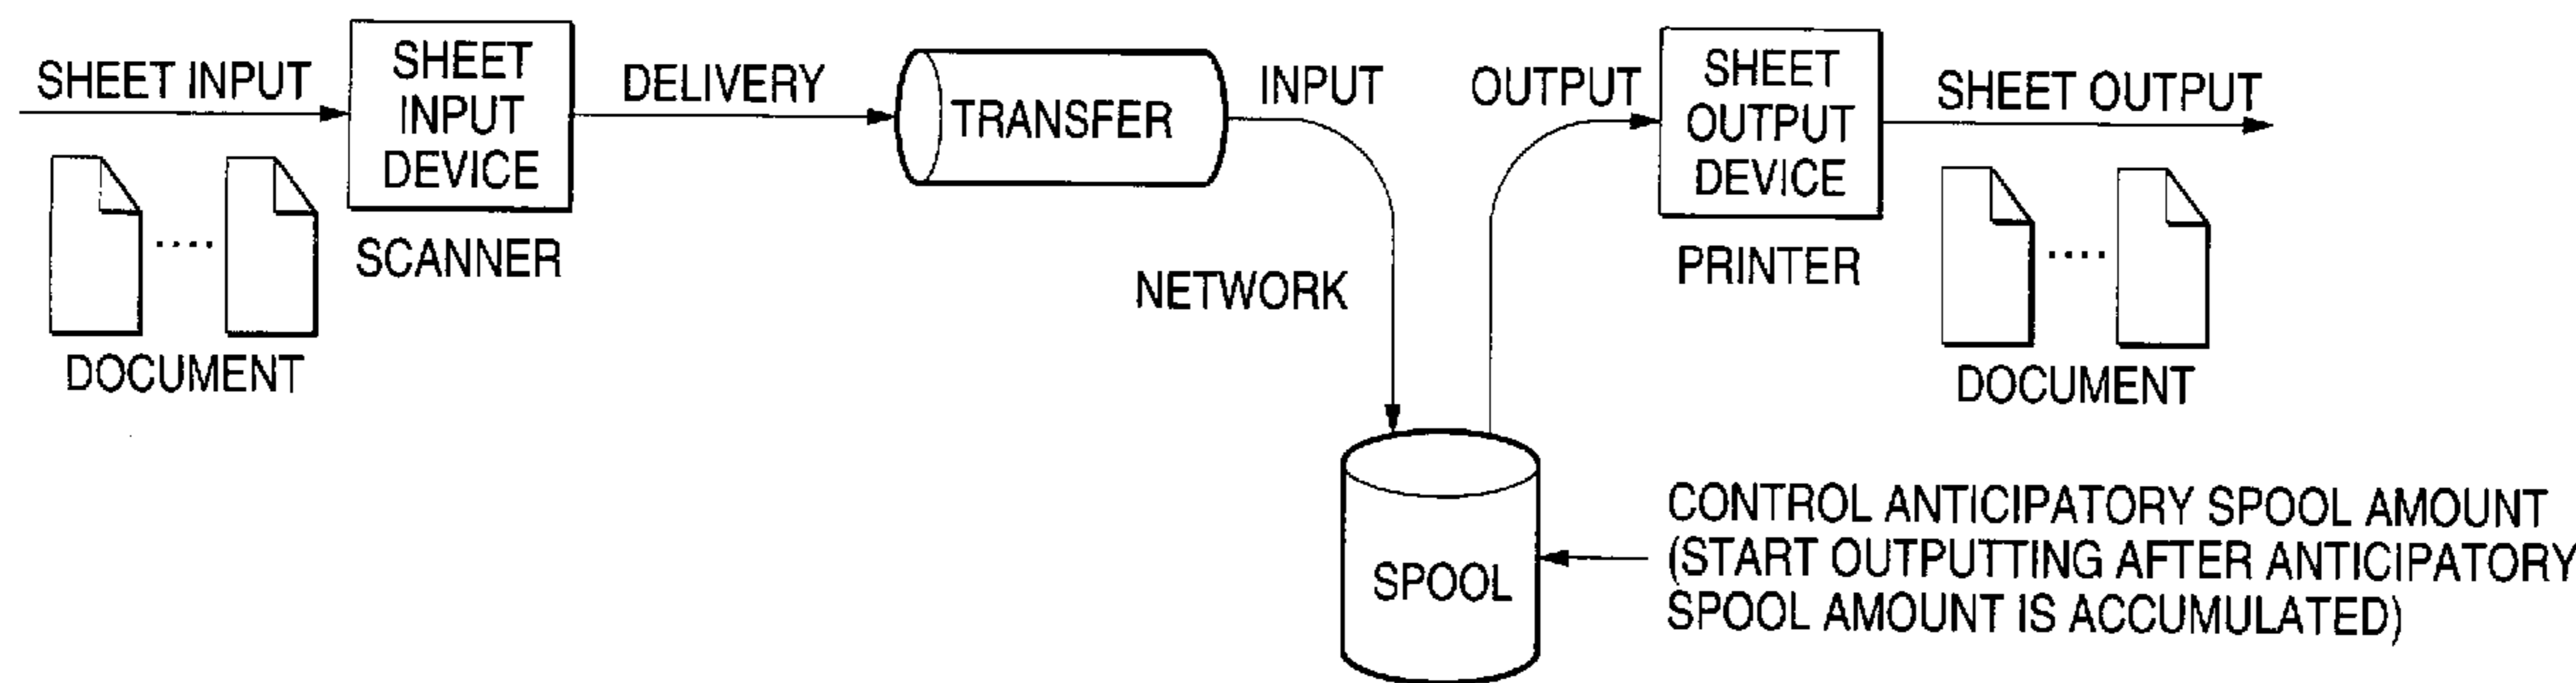 SHEET INPUT
SHEET
INPUT
DEVICE
SCANNER
DOCUMENT
DELIVERY
TRANSFER
INPUT
NETWORK
SPOOL
OUTPUT
SHEET
OUTPUT
DEVICE
PRINTER
SHEET OUTPUT
DOCUMENT
CONTROL ANTICIPATORY SPOOL AMOUNT
(START OUTPUTTING AFTER ANTICIPATORY
SPOOL AMOUNT IS ACCUMULATED)